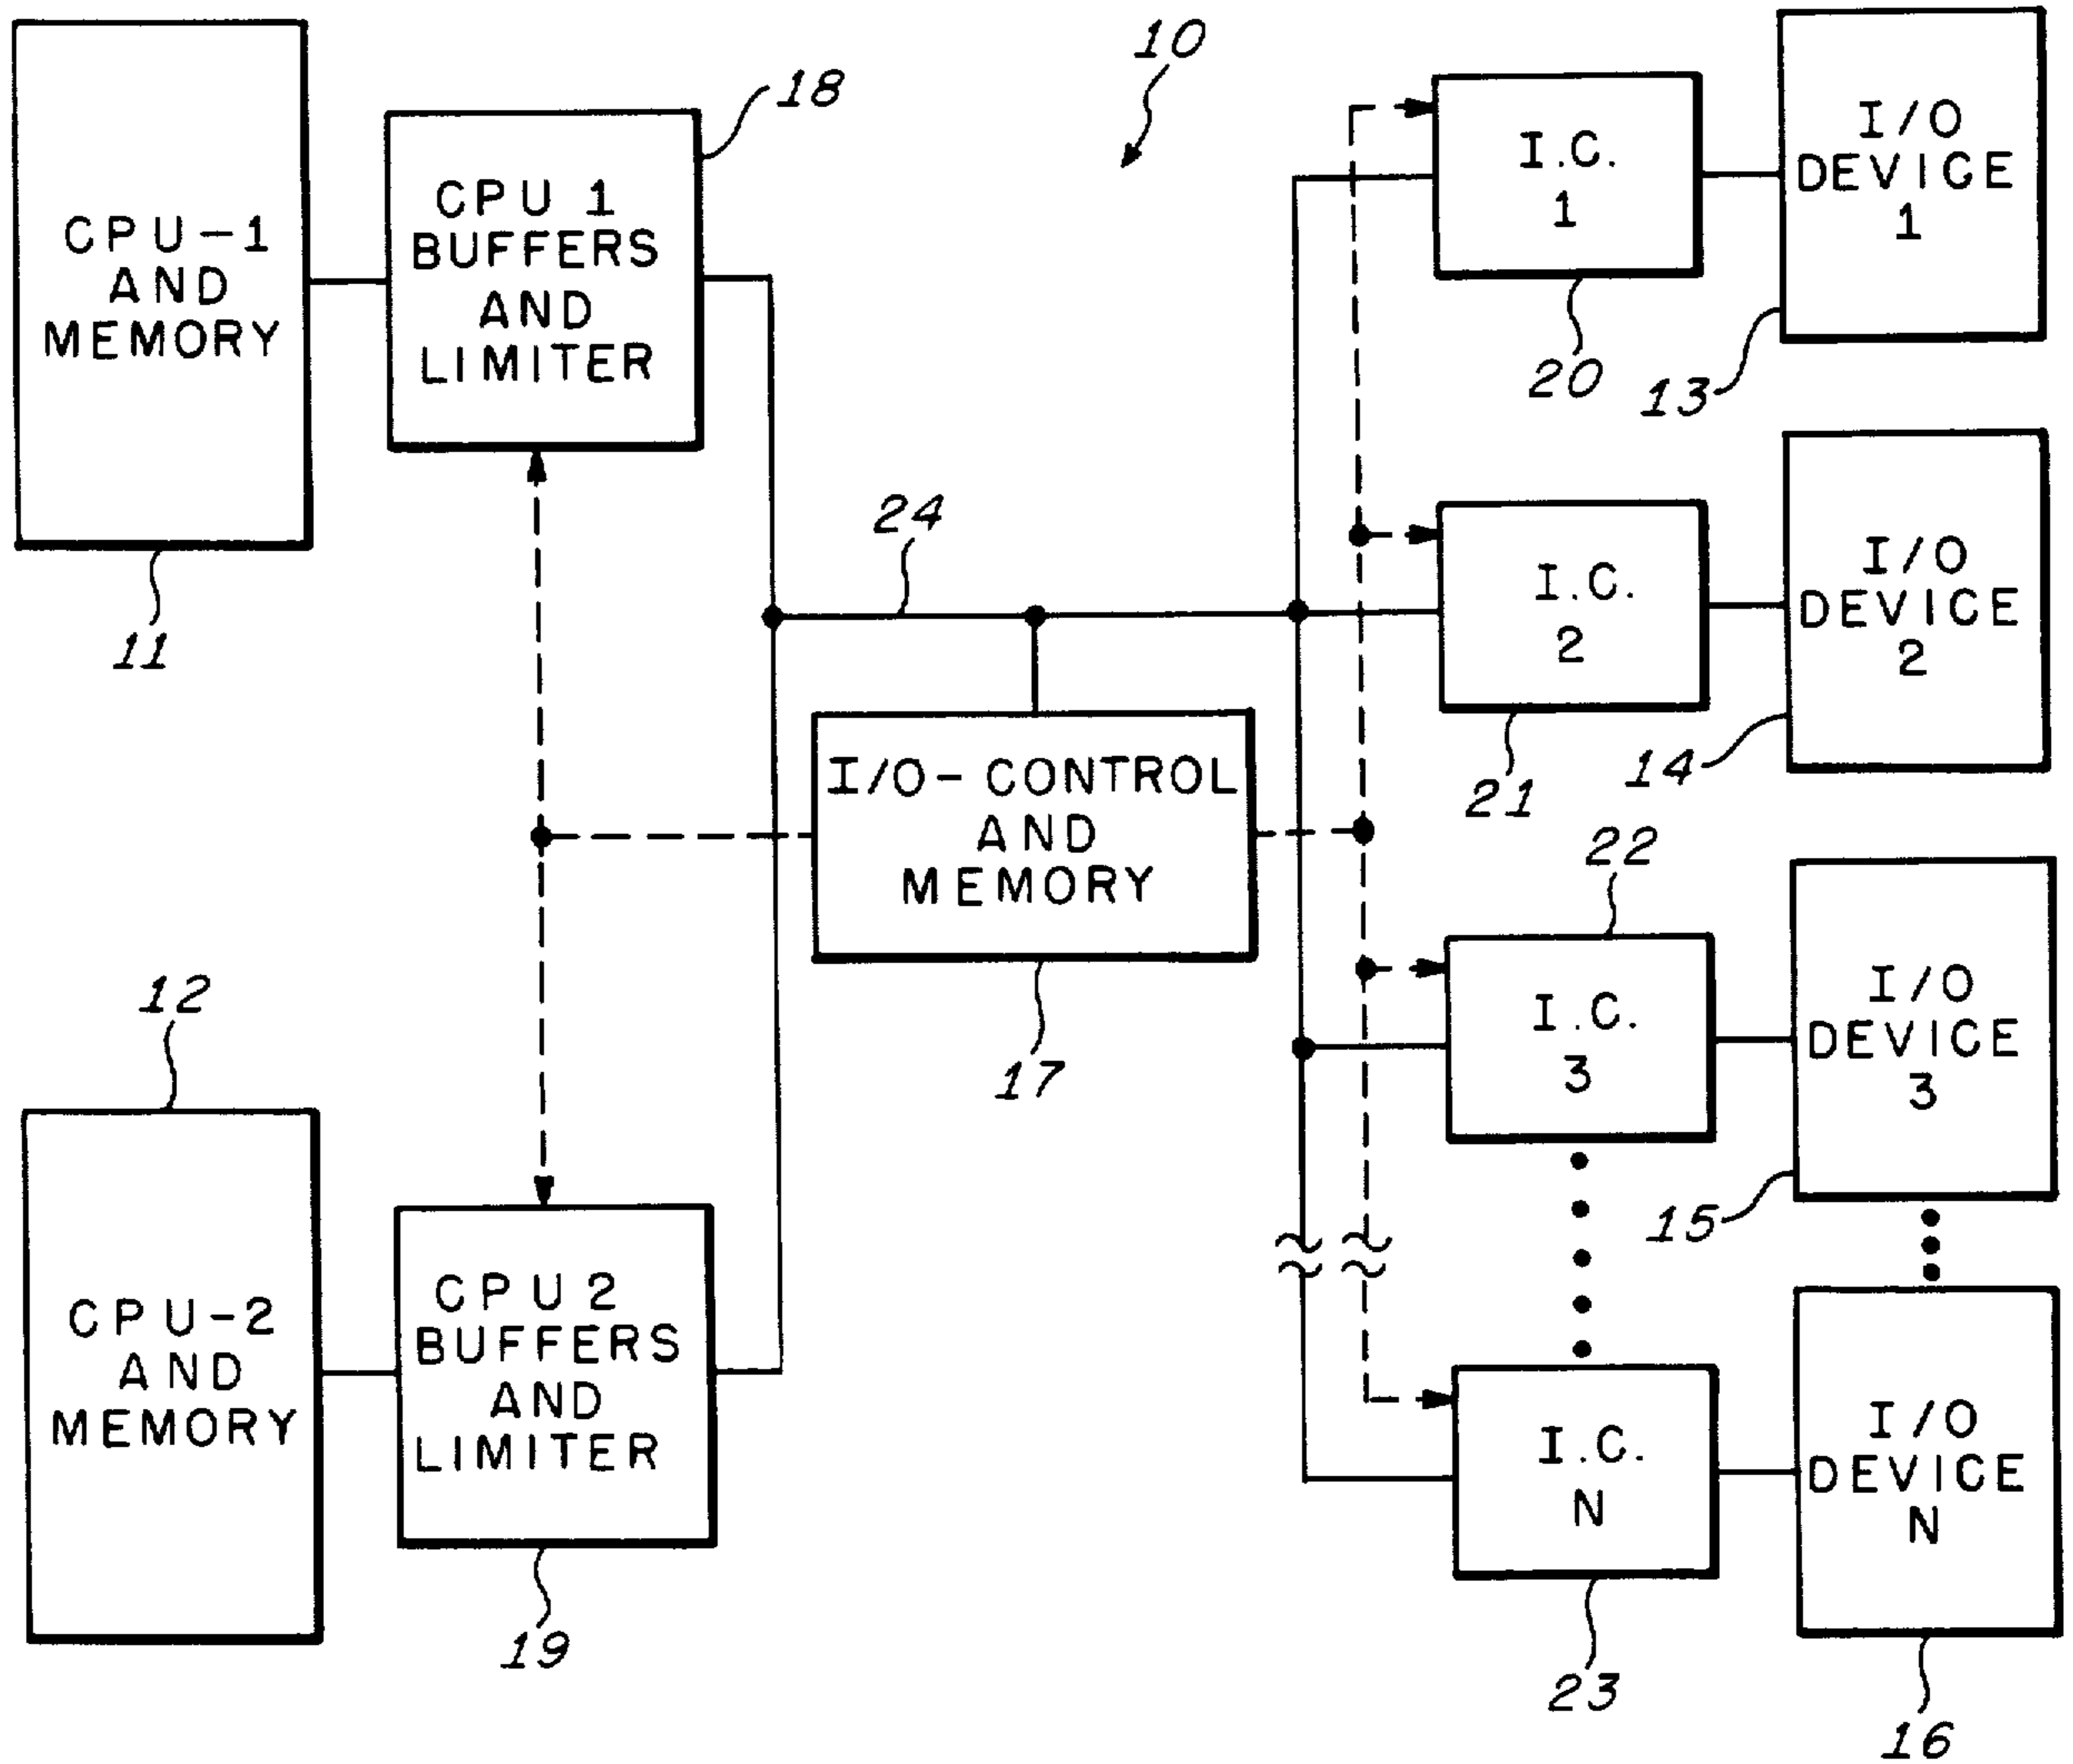 CPU-1
AND
MEMORY
11
CPU 1
BUFFERS
AND
LIMITER
18
10
I.C.
1
20
I/O
DEVICE
1
13
24
I.C.
2
21
I/O
DEVICE
2
14
I/O-CONTROL
AND
MEMORY
17
22
I.C.
3
I/O
DEVICE
3
15
12
CPU-2
AND
MEMORY
CPU 2
BUFFERS
AND
LIMITER
19
I.C.
N
23
I/O
DEVICE
N
16